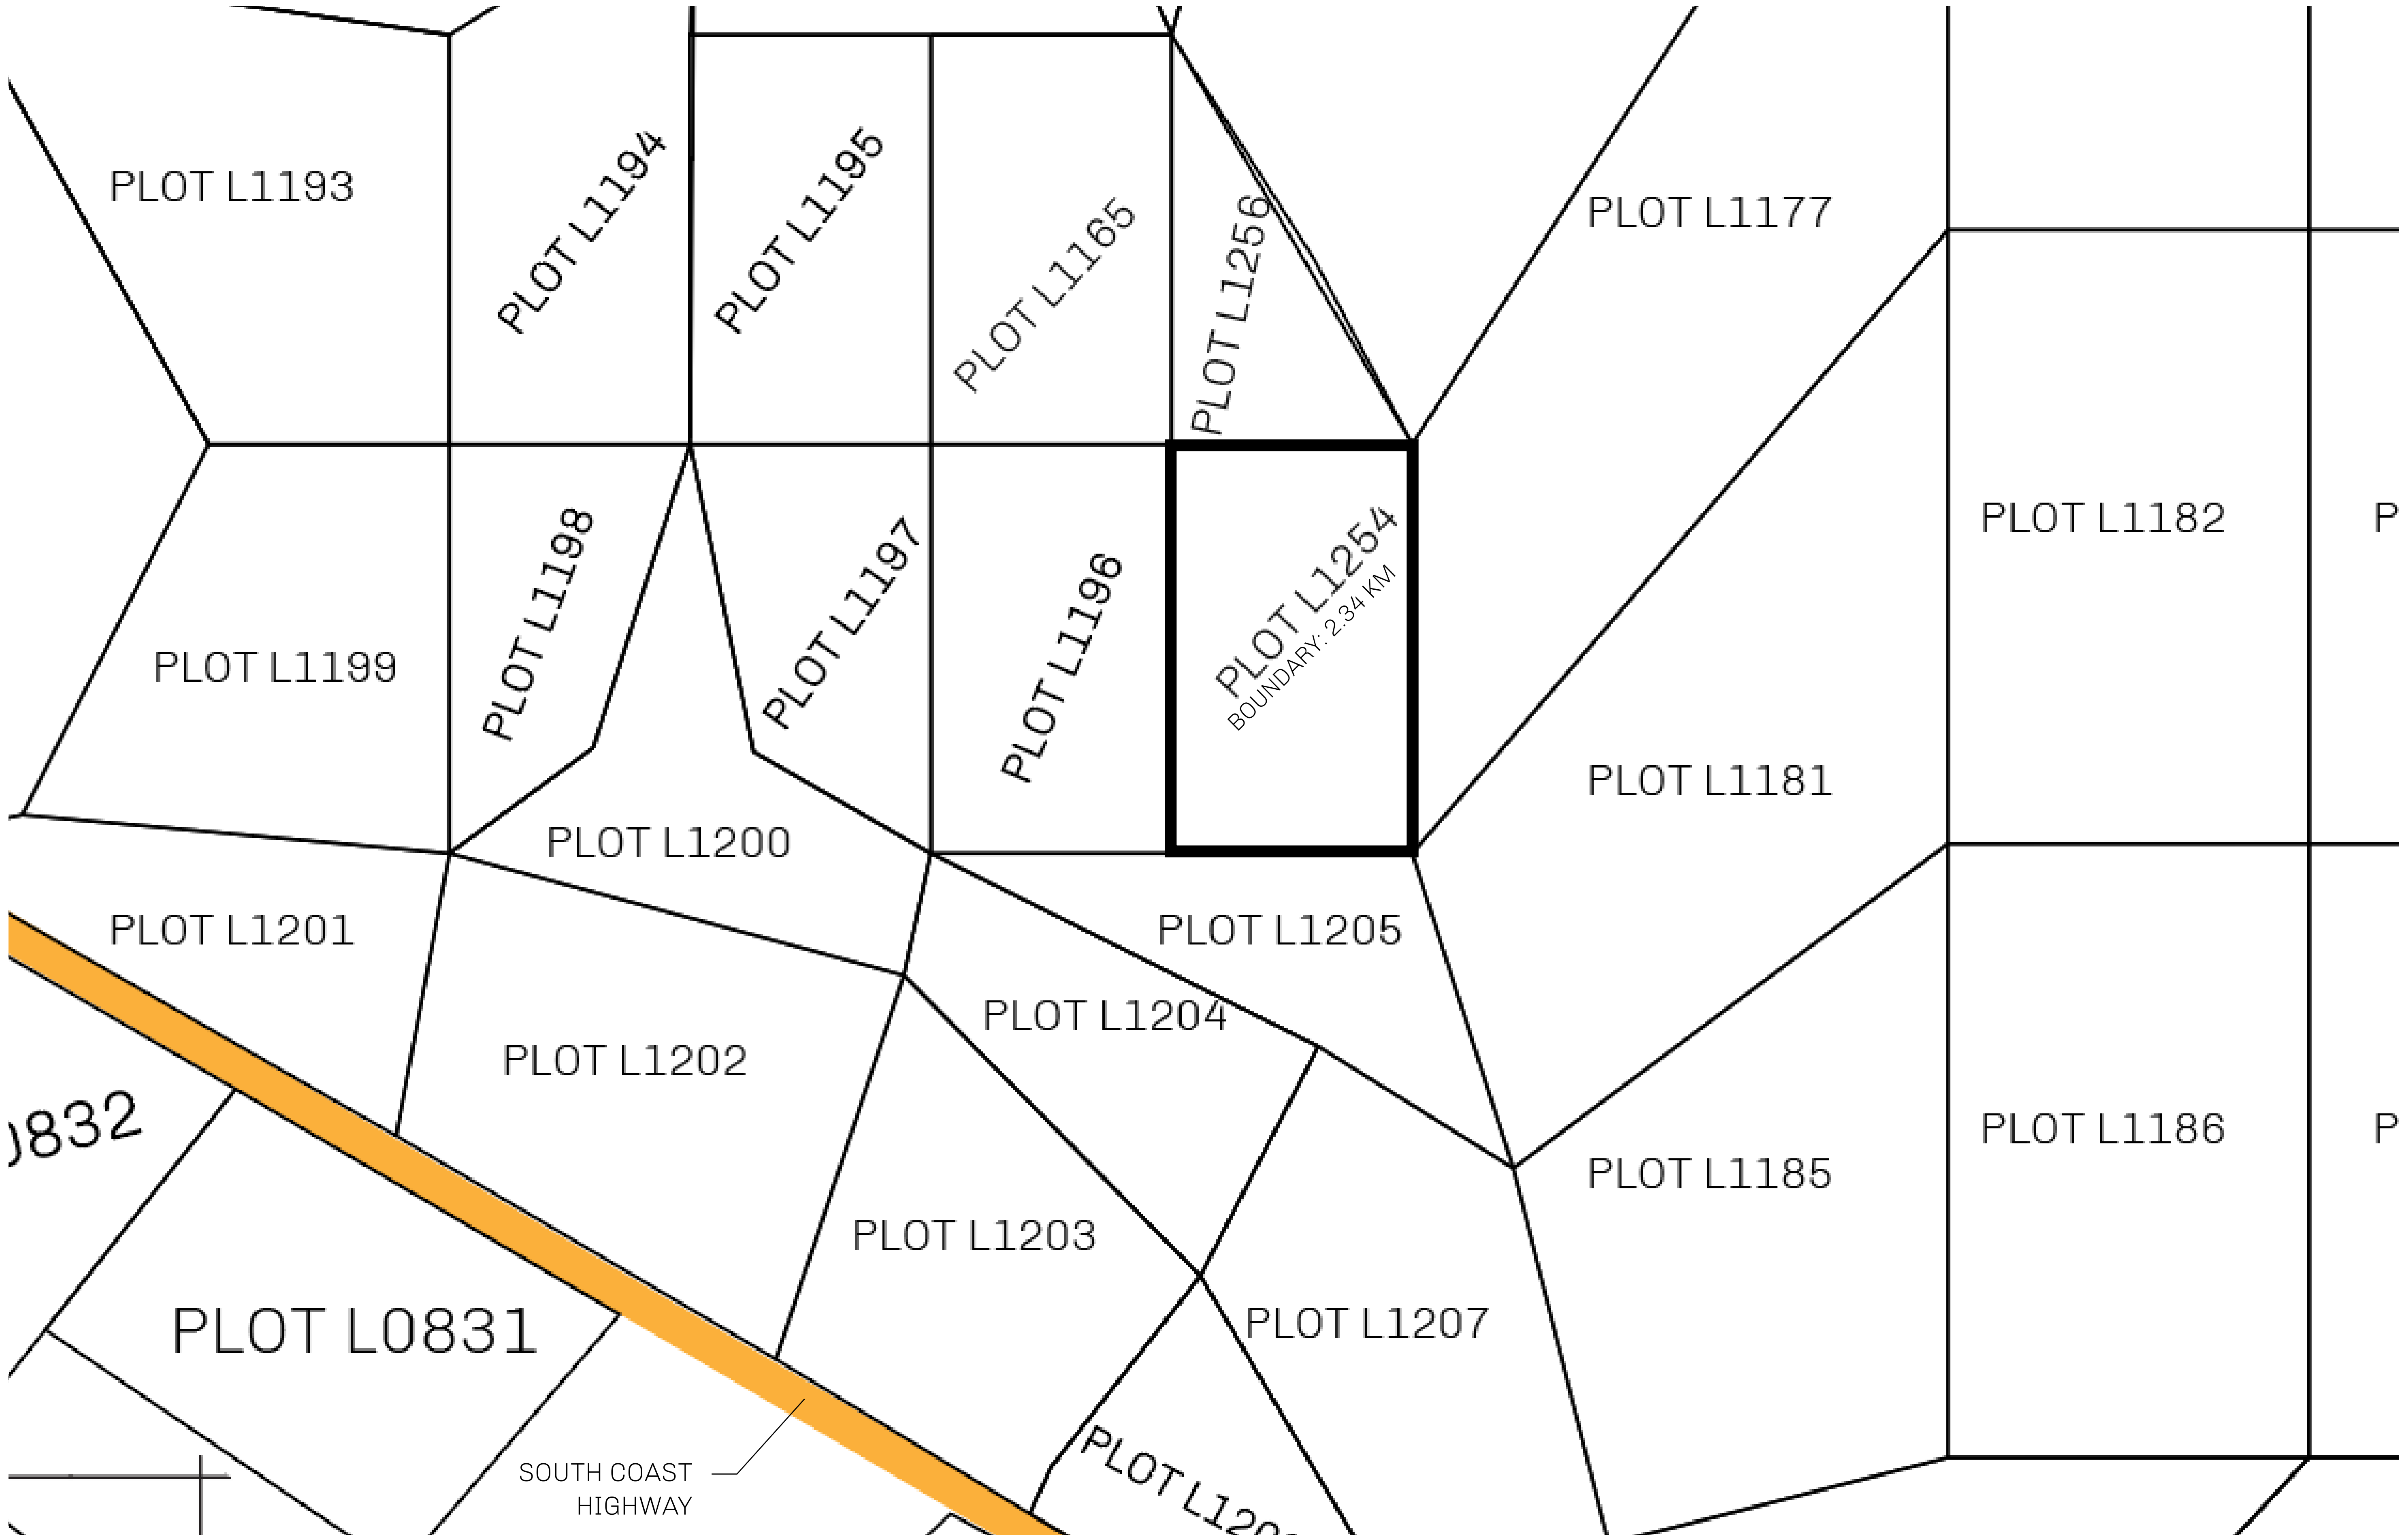 PLOT L1193
PLOT L1194
PLOT L1195
PLOT L1165
PLOT L1256
PLOT L1177
PLOT L1182
P
PLOT L1199
PLOT L1198
PLOT L1197
PLOT L1196
PLOT L1254
BOUNDARY: 2.34 KM
PLOT L1181
PLOT L1200
PLOT L1201
PLOT L1205
PLOT L1204
PLOT L1202
0832
PLOT L1186
P
PLOT L1185
PLOT L1203
PLOT L1207
PLOT L0831
SOUTH COAST
HIGHWAY